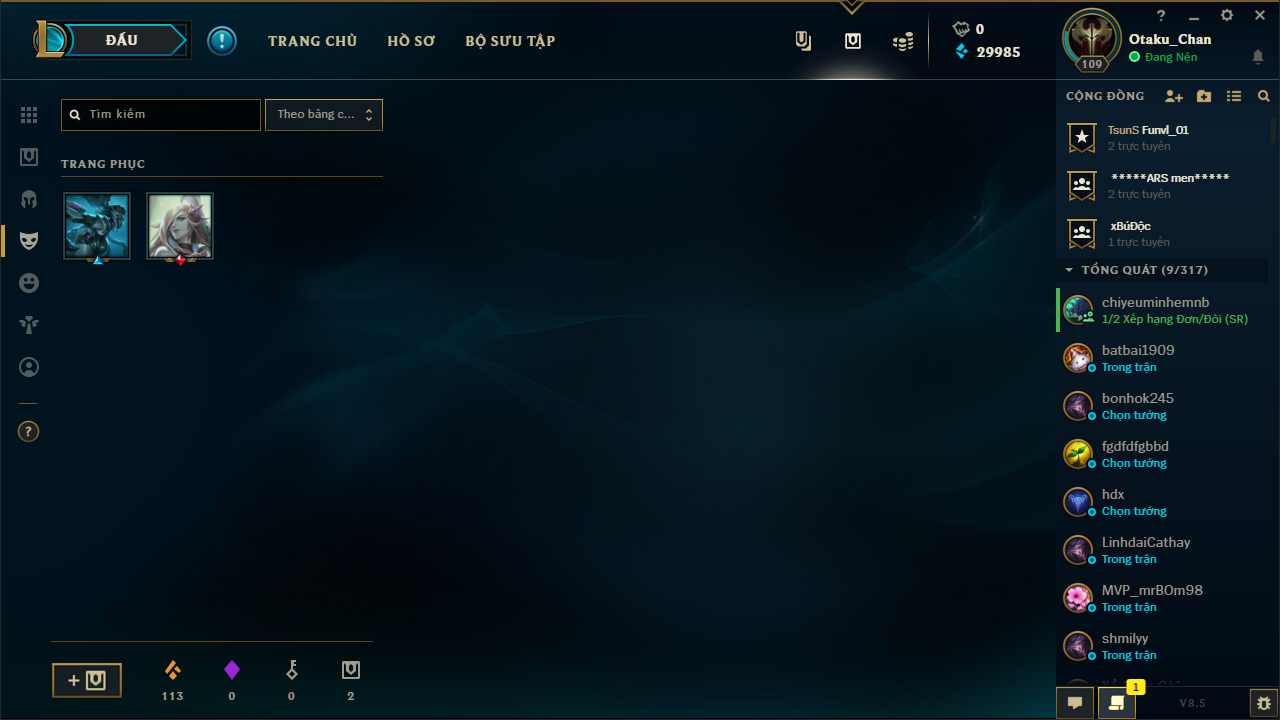 ĐẤU
!
TRANG CHỦ
HỒ SƠ
BỘ SƯU TẬP
0
29985
?
109
Otaku_Chan
Đang Nện
Tìm kiếm
Theo bảng c...
TRANG PHỤC
?
113
0
0
2
CỘNG ĐỒNG
TsunS Funvl_01
2 trực tuyến
*****ARS men*****
2 trực tuyến
xBúĐộc
1 trực tuyến
TỔNG QUÁT (9/317)
chiyeuminhemnb
1/2 Xếp hạng Đơn/Đôi (SR)
batbai1909
Trong trận
bonhok245
Chọn tướng
fgdfdfgbbd
Chọn tướng
hdx
Chọn tướng
LinhdaiCathay
Trong trận
MVP_mrBOm98
Trong trận
shmilyy
Trong trận
1
V8.5